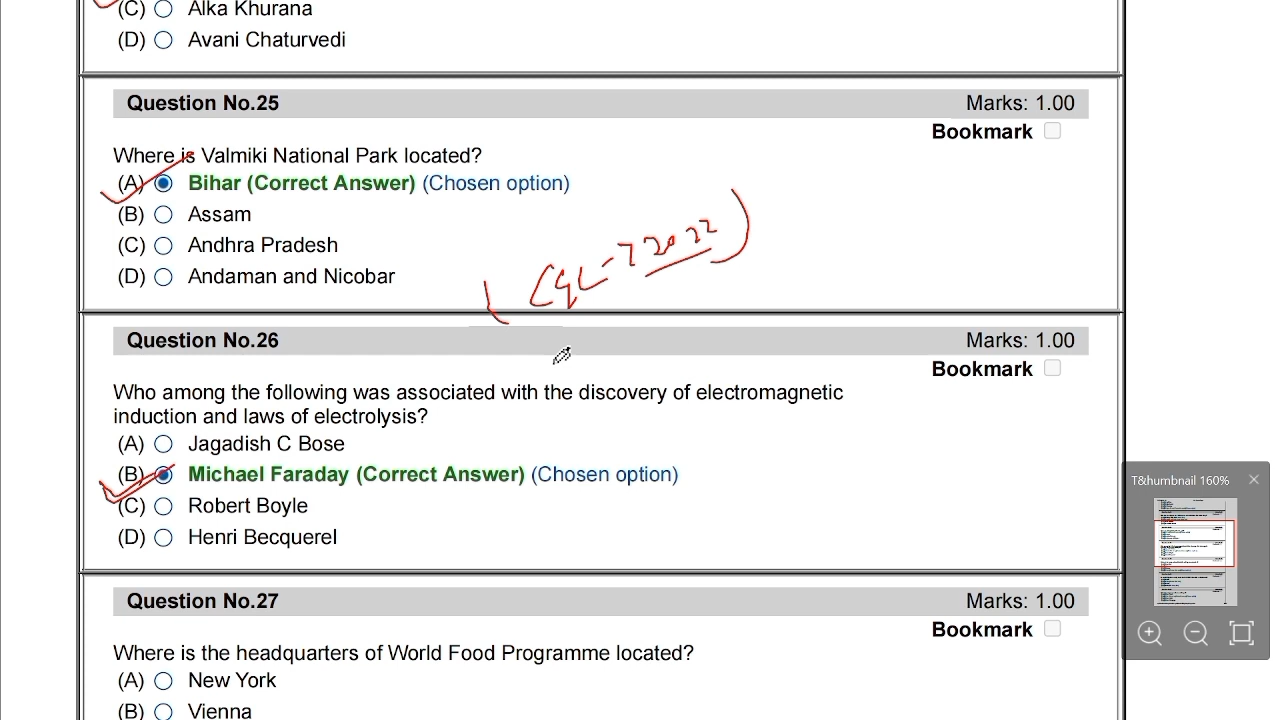 (C) Alka Khurana
(D) Avani Chaturvedi
Question No.25 Marks: 1.00
Bookmark
Where is Valmiki National Park located?
(A) Bihar (Correct Answer) (Chosen option)
(B) Assam
(C) Andhra Pradesh
(D) Andaman and Nicobar
2022
Question No.26 Marks: 1.00
Bookmark
Who among the following was associated with the discovery of electromagnetic
induction and laws of electrolysis?
(A) Jagadish C Bose
(B) Michael Faraday (Correct Answer) (Chosen option)
(C) Robert Boyle
(D) Henri Becquerel
T&humbnail 160%
Question No.27 Marks: 1.00
Bookmark
Where is the headquarters of World Food Programme located?
(A) New York
(B) Vienna